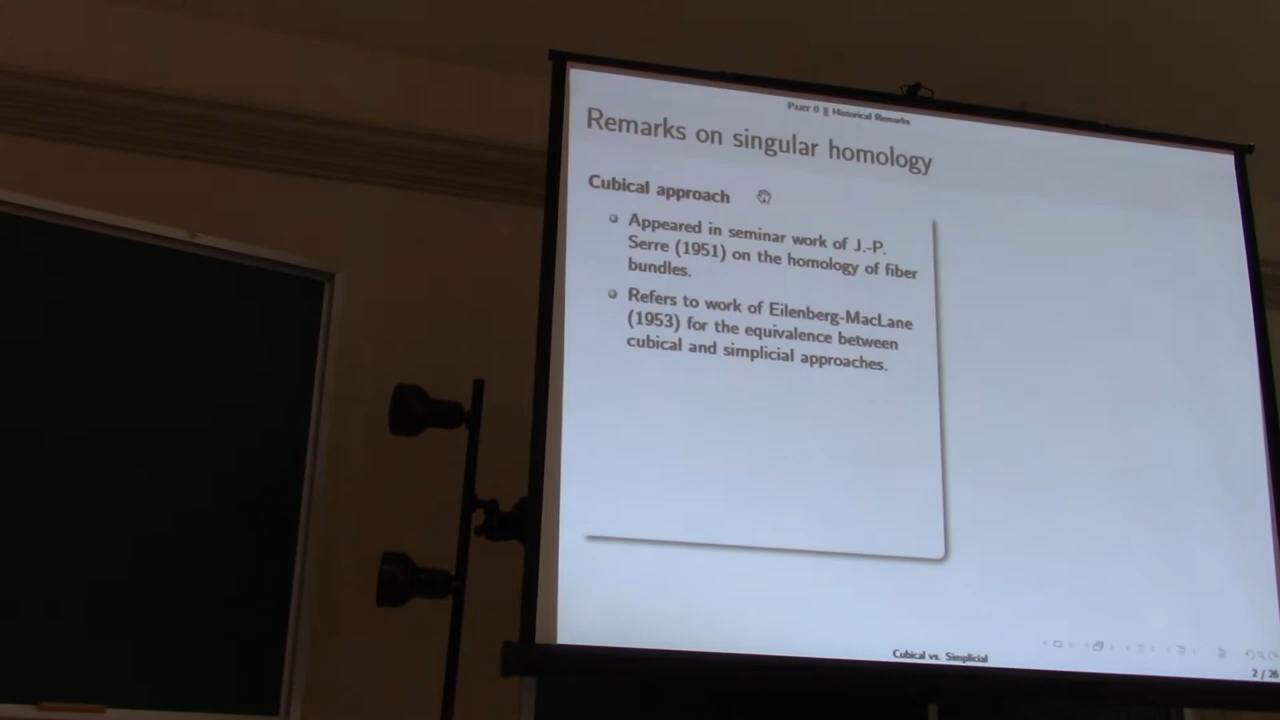 Part 0 || Historical Remarks
Remarks on singular homology
Cubical approach
Appeared in seminar work of J.-P.
Serre (1951) on the homology of fiber
bundles.
Refers to work of Eilenberg-MacLane
(1953) for the equivalence between
cubical and simplicial approaches.
Cubical vs. Simplicial
2 / 26